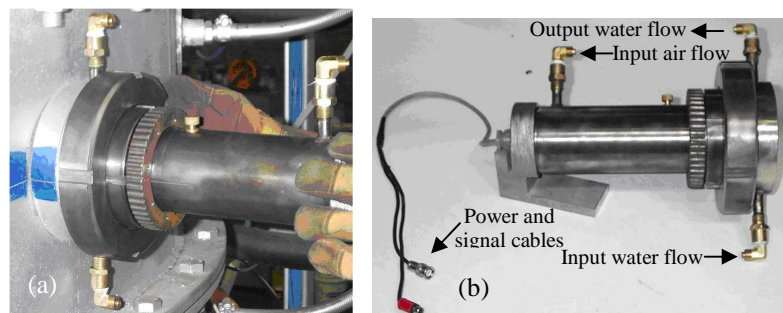 (a)
Output water flow
Input air flow
Power and
signal cables
Input water flow
(b)